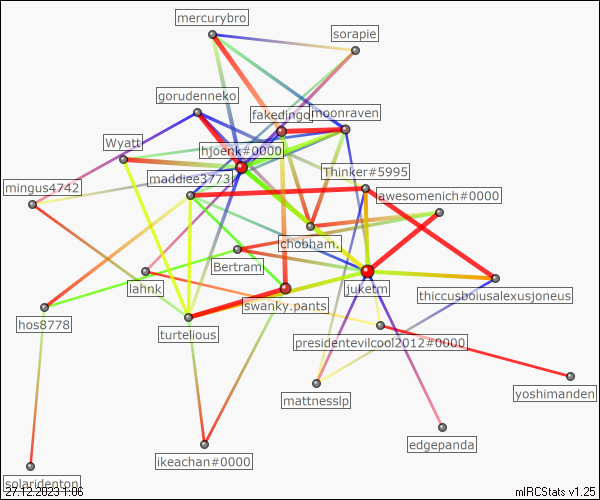 mercurybro
sorapie
gorudenneko
fakedingo
moonraven
Wyatt
hjoenk#0000
maddiee3773
Thinker#5995
mingus4742
awesomenich#0000
chobham.
Bertram
lahnk
juketm
thiccusboiusalexusjoneus
swanky.pants
hos8778
turtelious
presidentevilcool2012#0000
mattnesslp
yoshimanden
edgepanda
ikeachan#0000
solaridenton
27.12.2023 1:06
mIRCStats v1.25